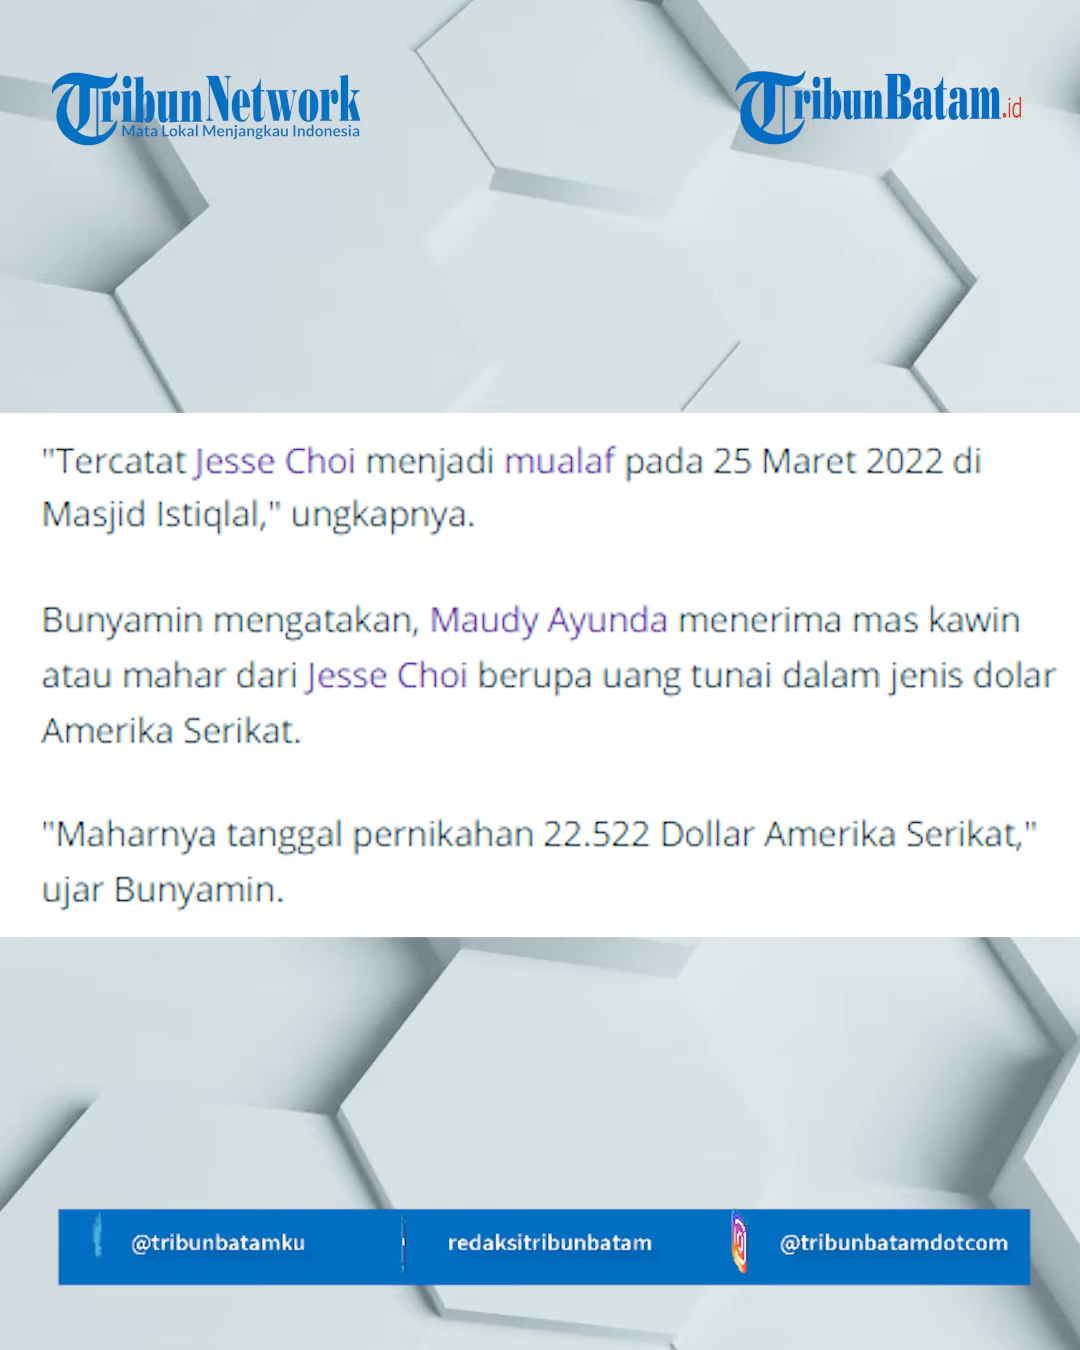 Tribun Network
Mata Lokal Menjangkau Indonesia
TribunBatam.id
"Tercatat Jesse Choi menjadi mualaf pada 25 Maret 2022 di
Masjid Istiqlal," ungkapnya.
Bunyamin mengatakan, Maudy Ayunda menerima mas kawin
atau mahar dari Jesse Choi berupa uang tunai dalam jenis dolar
Amerika Serikat.
"Maharnya tanggal pernikahan 22.522 Dollar Amerika Serikat,"
ujar Bunyamin.
@tribunbatamku
redaksitribunbatam
@tribunbatamdotcom